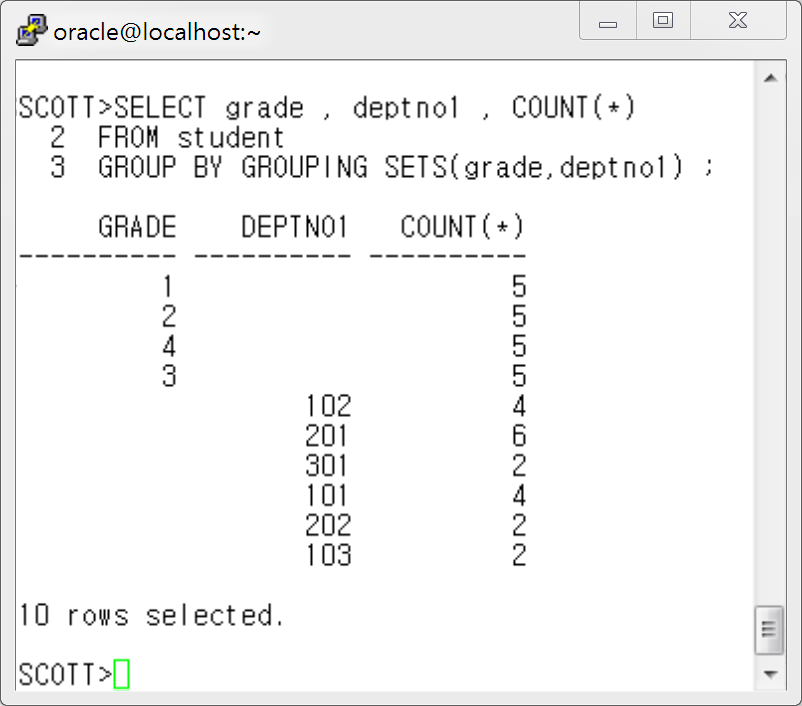 oracle@localhost:~
SCOTT>SELECT grade , deptno1 , COUNT(*)
2 FROM student
3 GROUP BY GROUPING SETS(grade,deptno1) ;
GRADE DEPTNO1 COUNT(*)
---------- ---------- ----------
1 5
2 5
4 5
3 5
102 4
201 6
301 2
101 4
202 2
103 2
10 rows selected.
SCOTT>